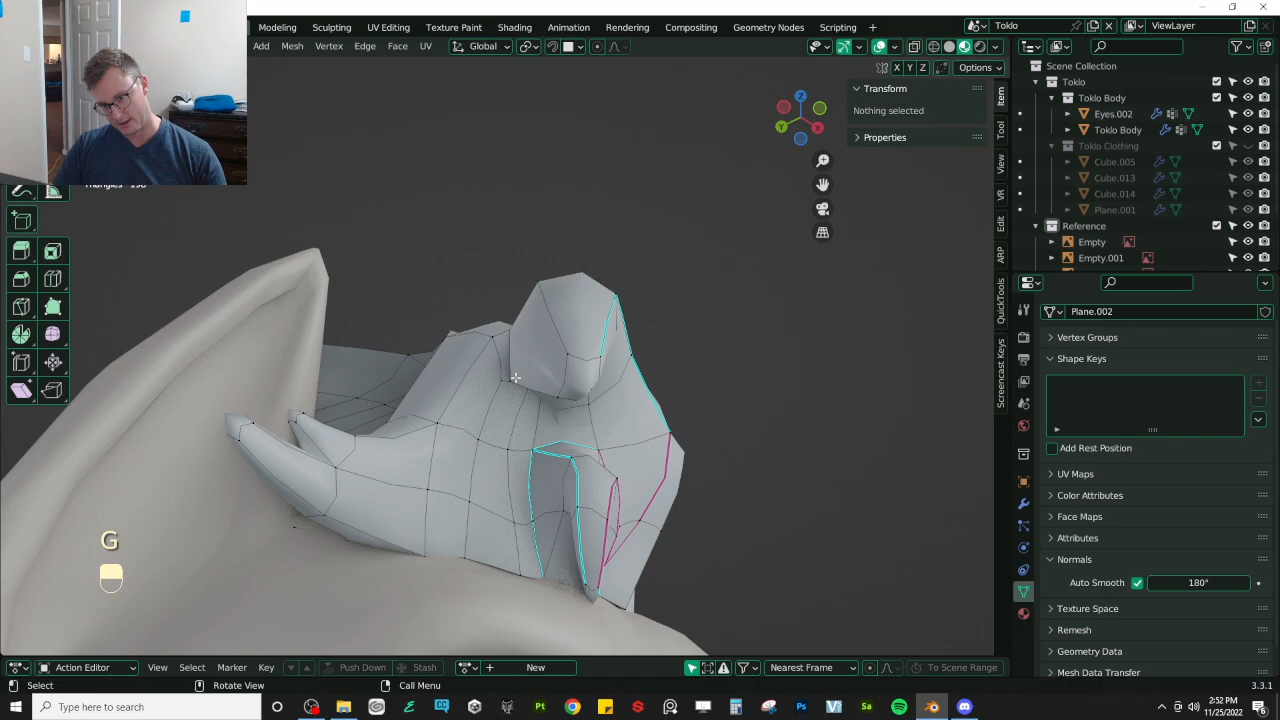 Modeling Sculpting UV Editing Texture Paint Shading Animation Rendering Compositing Geometry Nodes Scripting + Toklo ViewLayer
Add Mesh Vertex Edge Face UV Global
X Y Z Options
Scene Collection
Toklo
Toklo Body
Eyes.002
Toklo Body
Toklo Clothing
Cube.005
Cube.013
Cube.014
Plane.001
Reference
Empty
Empty.001
Transform
Nothing selected
Properties
Item
Tool
View
VR
Edit
ARP
QuickTools
Screencast Keys
Z
Y
X
G
Plane.002
Vertex Groups
Shape Keys
Add Rest Position
UV Maps
Color Attributes
Face Maps
Attributes
Normals
Auto Smooth 180°
Texture Space
Remesh
Geometry Data
Mesh Data Transfer
Action Editor View Select Marker Key Push Down Stash + New Nearest Frame To Scene Range
Select Rotate View Call Menu 3.3.1
Type here to search
2:52 PM
11/25/2022